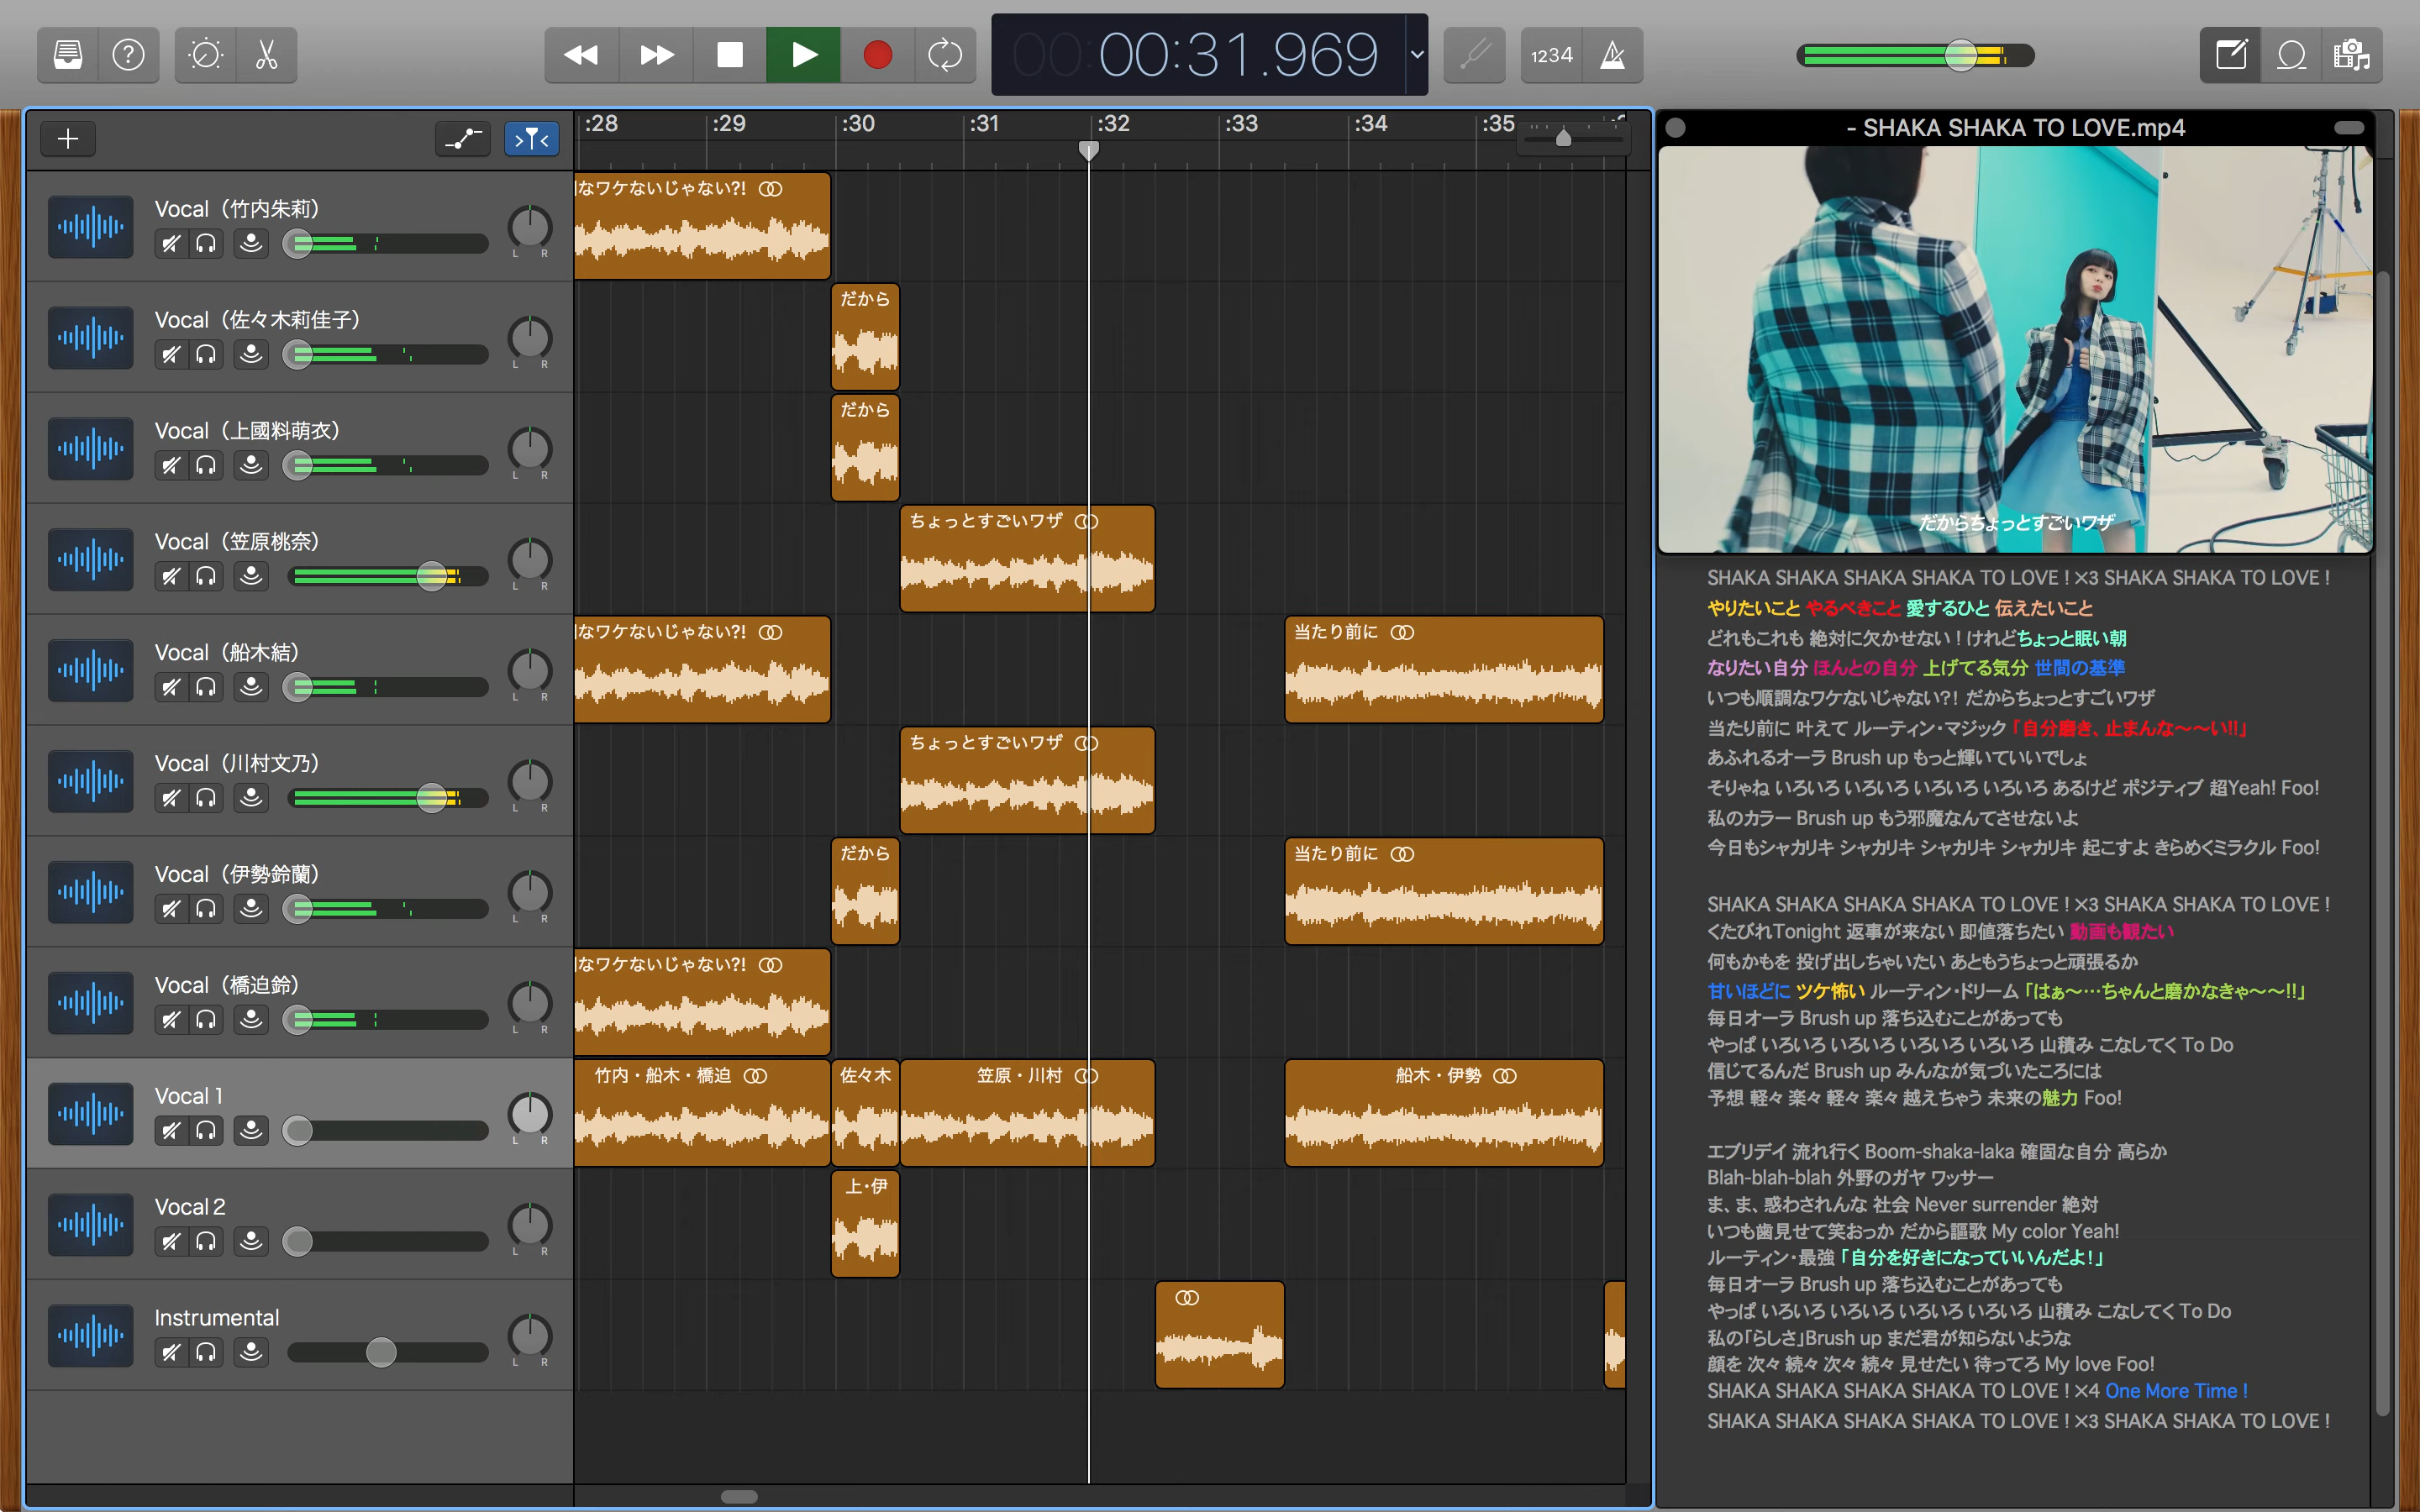 00:00:31.969
1234
:28 :29 :30 :31 :32 :33 :34 :35
Vocal（竹内朱莉）
L R
なワケないじゃない?!
Vocal（佐々木莉佳子）
L R
だから
Vocal（上國料萌衣）
L R
だから
Vocal（笠原桃奈）
L R
ちょっとすごいワザ
Vocal（船木結）
L R
なワケないじゃない?!
当たり前に
Vocal（川村文乃）
L R
ちょっとすごいワザ
Vocal（伊勢鈴蘭）
L R
だから
当たり前に
Vocal（橋迫鈴）
L R
なワケないじゃない?!
Vocal 1
L R
竹内・船木・橋迫
佐々木
笠原・川村
船木・伊勢
Vocal 2
L R
上・伊
Instrumental
L R
- SHAKA SHAKA TO LOVE.mp4
だからちょっとすごいワザ
SHAKA SHAKA SHAKA SHAKA TO LOVE ! ×3 SHAKA SHAKA TO LOVE !
やりたいこと やるべきこと 愛するひと 伝えたいこと
どれもこれも 絶対に欠かせない ! けれどちょっと眠い朝
なりたい自分 ほんとの自分 上げてる気分 世間の基準
いつも順調なワケないじゃない?! だからちょっとすごいワザ
当たり前に 叶えて ルーティン・マジック 「自分磨き、止まんな〜〜い!!」
あふれるオーラ Brush up もっと輝いていいでしょ
そりゃね いろいろ いろいろ いろいろ いろいろ あるけど ポジティブ 超Yeah! Foo!
私のカラー Brush up もう邪魔なんてさせないよ
今日もシャカリキ シャカリキ シャカリキ シャカリキ 起こすよ きらめくミラクル Foo!
SHAKA SHAKA SHAKA SHAKA TO LOVE ! ×3 SHAKA SHAKA TO LOVE !
くたびれTonight 返事が来ない 即値落ちたい 動画も観たい
何もかもを 投げ出しちゃいたい あともうちょっと頑張るか
甘いほどに ツケ怖い ルーティン・ドリーム 「はぁ〜…ちゃんと磨かなきゃ〜〜!!」
毎日オーラ Brush up 落ち込むことがあっても
やっぱ いろいろ いろいろ いろいろ いろいろ 山積み こなしてく To Do
信じてるんだ Brush up みんなが気づいたころには
予想 軽々 楽々 軽々 楽々 越えちゃう 未来の魅力 Foo!
エブリデイ 流れ行く Boom-shaka-laka 確固な自分 高らか
Blah-blah-blah 外野のガヤ ワッサー
ま、ま、惑わされんな 社会 Never surrender 絶対
いつも歯見せて笑おっか だから謳歌 My color Yeah!
ルーティン・最強 「自分を好きになっていいんだよ!」
毎日オーラ Brush up 落ち込むことがあっても
やっぱ いろいろ いろいろ いろいろ いろいろ 山積み こなしてく To Do
私の「らしさ」Brush up まだ君が知らないような
顔を 次々 続々 次々 続々 見せたい 待ってろ My love Foo!
SHAKA SHAKA SHAKA SHAKA TO LOVE ! ×4 One More Time !
SHAKA SHAKA SHAKA SHAKA TO LOVE ! ×3 SHAKA SHAKA TO LOVE !